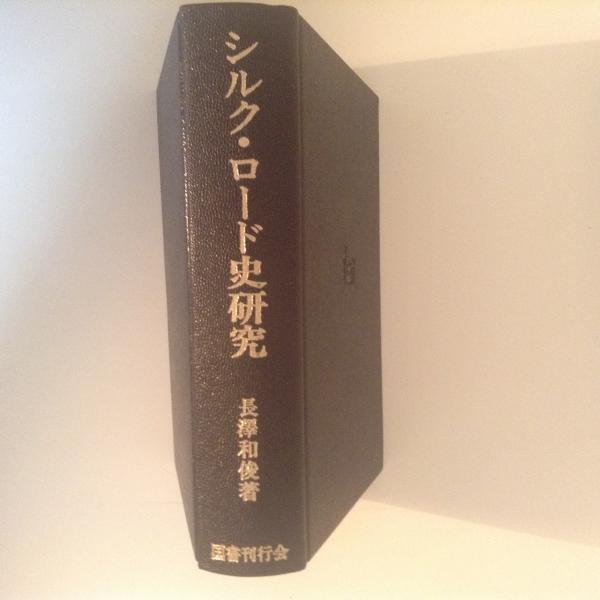 シルク・ロード史研究
長澤和俊著
国書刊行会